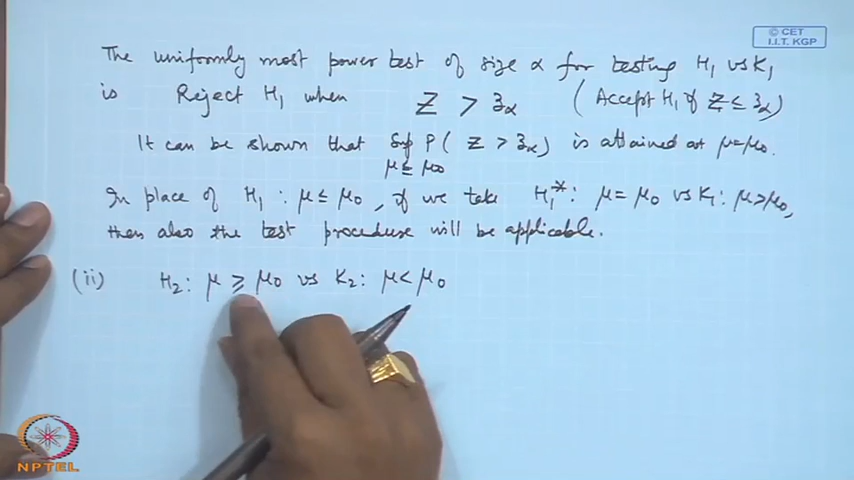 © CET
I.I.T. KGP
The uniformly most power test of size α for testing H₁ vs K₁
is Reject H₁ when Z > z_α (Accept H₁ if Z ≤ z_α)
It can be shown that Sup P( Z > z_α) is attained at μ=μ₀.
μ ≤ μ₀
In place of H₁ : μ ≤ μ₀, if we take H₁*: μ = μ₀ vs K₁: μ>μ₀,
then also the test procedure will be applicable.
(ii) H₂: μ ≥ μ₀ vs K₂: μ< μ₀
NPTEL